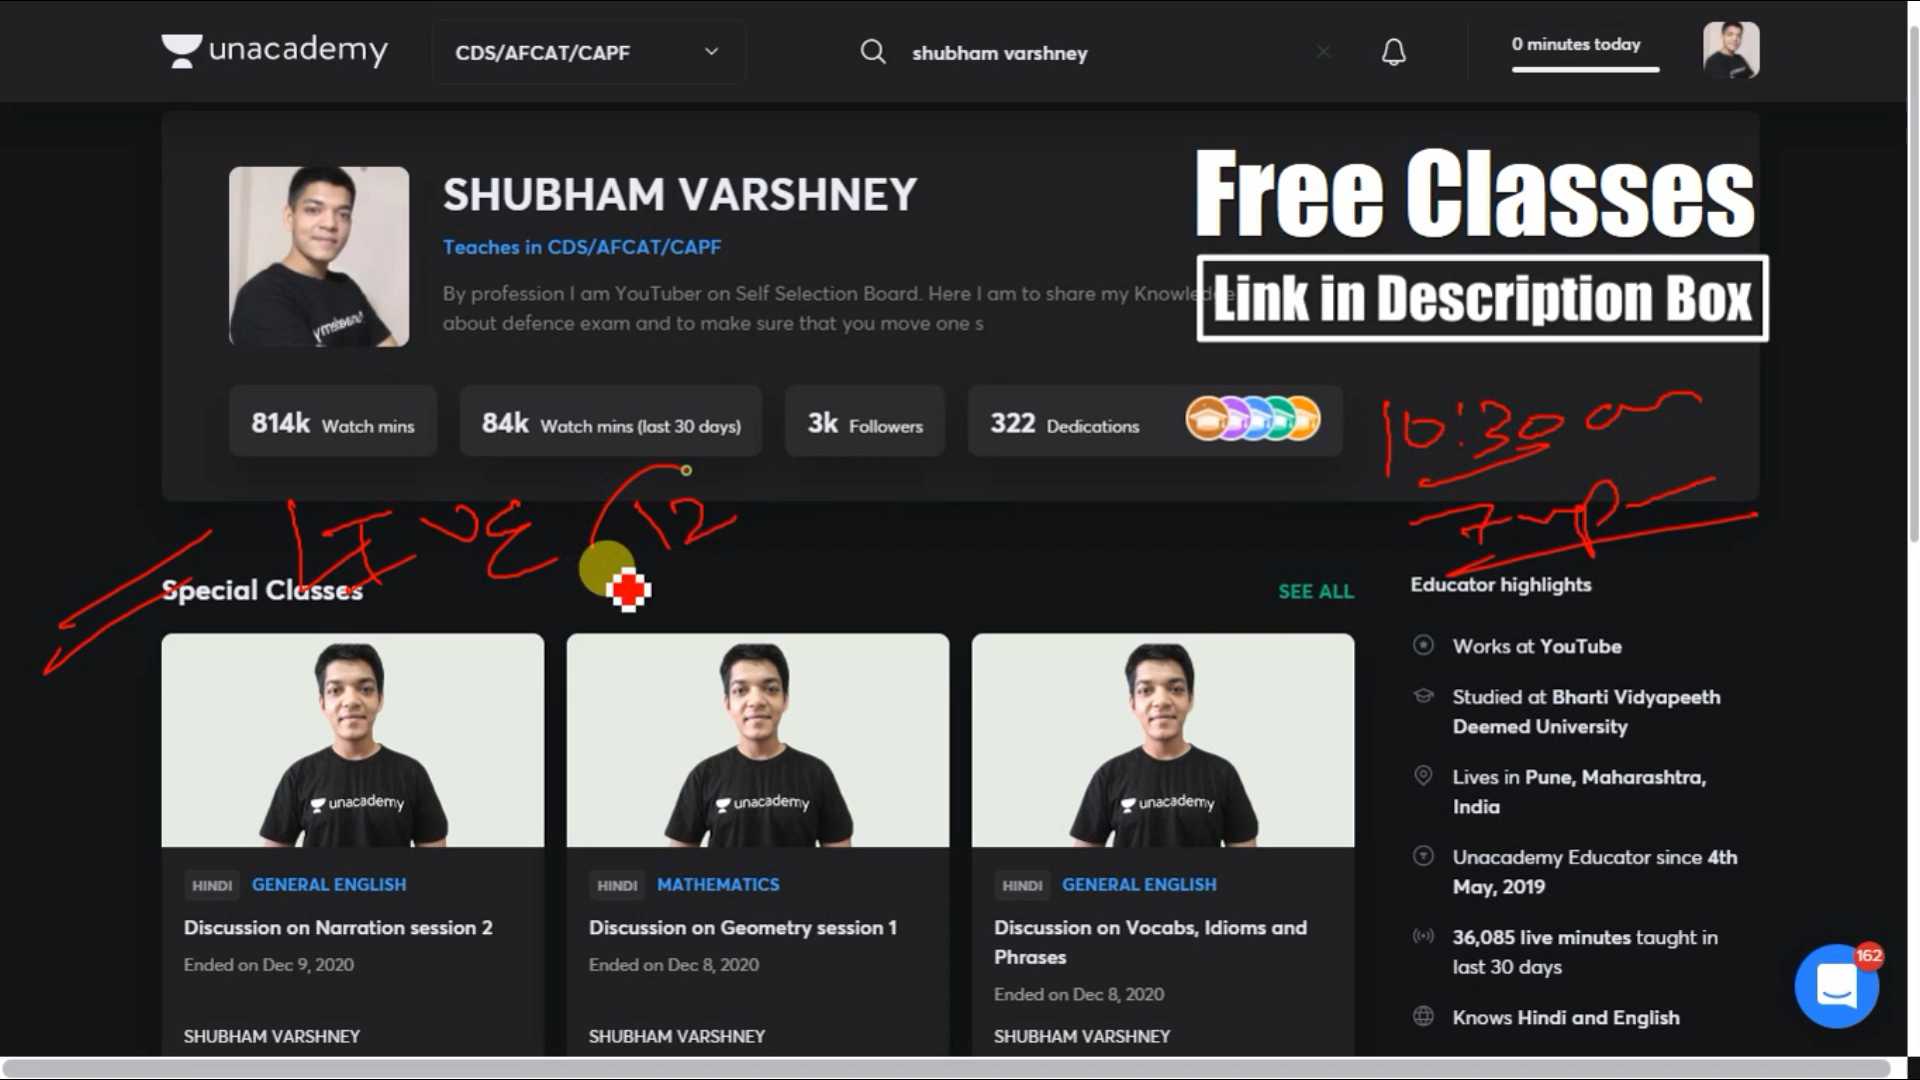 unacademy
CDS/AFCAT/CAPF
shubham varshney
0 minutes today
SHUBHAM VARSHNEY
Teaches in CDS/AFCAT/CAPF
By profession I am YouTuber on Self Selection Board. Here I am to share my Knowledge
about defence exam and to make sure that you move one s
Free Classes
Link in Description Box
814k Watch mins
84k Watch mins (last 30 days)
3k Followers
322 Dedications
10:30 am
7 pm
LIVE 12
Special Classes
SEE ALL
unacademy
unacademy
unacademy
HINDI GENERAL ENGLISH
Discussion on Narration session 2
Ended on Dec 9, 2020
SHUBHAM VARSHNEY
HINDI MATHEMATICS
Discussion on Geometry session 1
Ended on Dec 8, 2020
SHUBHAM VARSHNEY
HINDI GENERAL ENGLISH
Discussion on Vocabs, Idioms and
Phrases
Ended on Dec 8, 2020
SHUBHAM VARSHNEY
Educator highlights
Works at YouTube
Studied at Bharti Vidyapeeth
Deemed University
Lives in Pune, Maharashtra,
India
Unacademy Educator since 4th
May, 2019
36,085 live minutes taught in
last 30 days
Knows Hindi and English
162